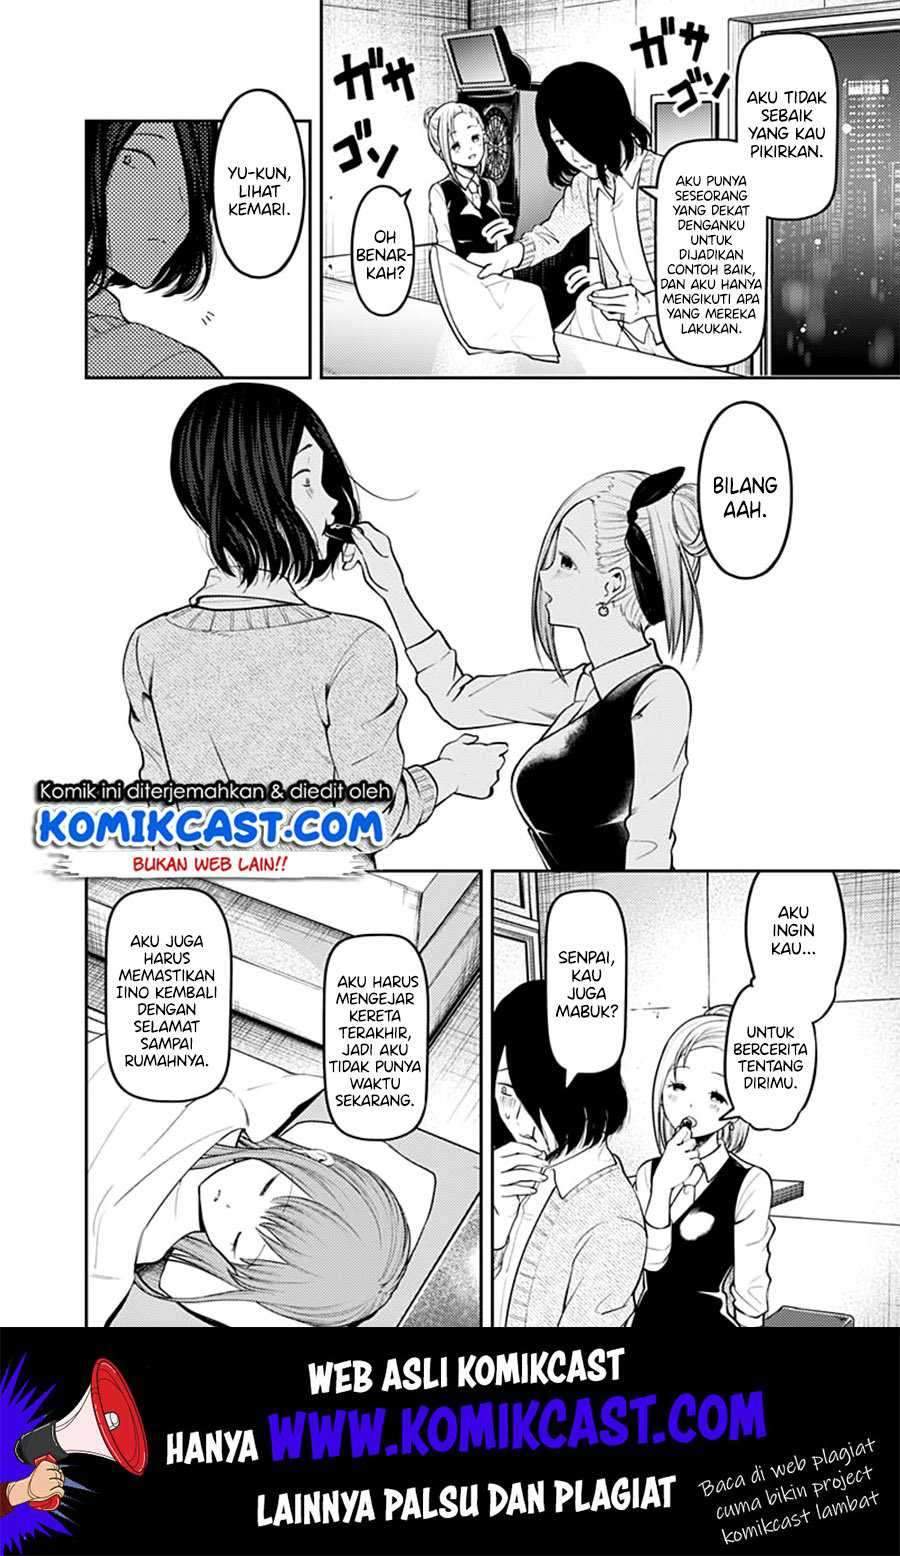 AKU TIDAK
SEBAIK
YANG KAU
PIKIRKAN.
AKU PUNYA
SESEORANG
YANG DEKAT
DENGANKU
UNTUK
DIJADIKAN
CONTOH BAIK,
DAN AKU HANYA
MENGIKUTI APA
YANG MEREKA
LAKUKAN.
ガサ
ゴソ
ガサ
ゴソ
OH
BENAR-
KAH?
YU-KUN,
LIHAT
KEMARI.
BILANG
AAH.
Komik ini diterjemahkan & diedit oleh
KOMIKCAST.COM
BUKAN WEB LAIN!!
AKU
INGIN
KAU...
UNTUK
BERCERITA
TENTANG
DIRIMU.
SENPAI,
KAU
JUGA
MABUK?
AKU HARUS
MENGEJAR
KERETA
TERAKHIR,
JADI AKU
TIDAK PUNYA
WAKTU
SEKARANG.
AKU JUGA
HARUS
MEMASTIKAN
IINO KEMBALI
DENGAN
SELAMAT
SAMPAI
RUMAHNYA.
WEB ASLI KOMIKCAST
HANYA WWW.KOMIKCAST.COM
LAINNYA PALSU DAN PLAGIAT
Baca di web plagiat
cuma bikin project
komikcast lambat